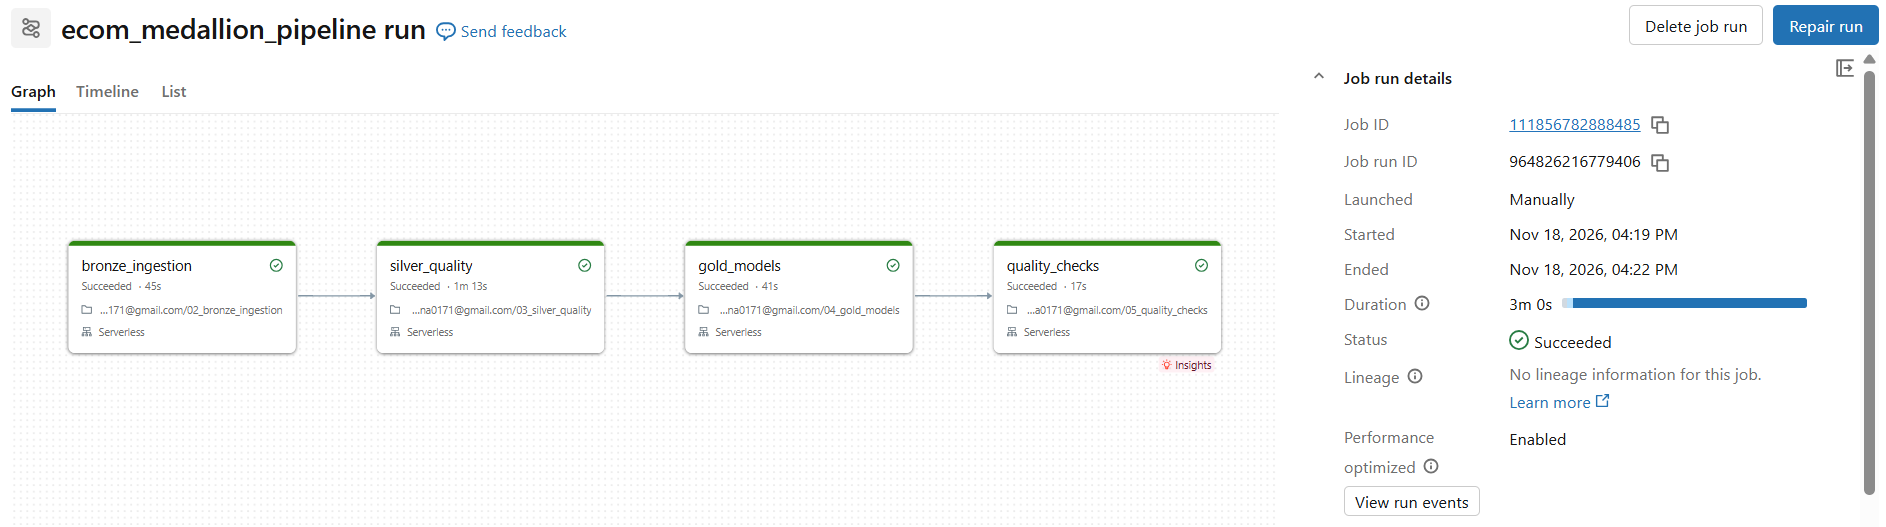 ecom_medallion_pipeline run
Send feedback
Delete job run
Repair run
Graph
Timeline
List
bronze_ingestion
Succeeded · 45s
...171@gmail.com/02_bronze_ingestion
Serverless
silver_quality
Succeeded · 1m 13s
...na0171@gmail.com/03_silver_quality
Serverless
gold_models
Succeeded · 41s
...na0171@gmail.com/04_gold_models
Serverless
quality_checks
Succeeded · 17s
...a0171@gmail.com/05_quality_checks
Serverless
Insights
Job run details
Job ID
111856782888485
Job run ID
964826216779406
Launched
Manually
Started
Nov 18, 2026, 04:19 PM
Ended
Nov 18, 2026, 04:22 PM
Duration
3m 0s
Status
Succeeded
Lineage
No lineage information for this job.
Learn more
Performance
optimized
Enabled
View run events